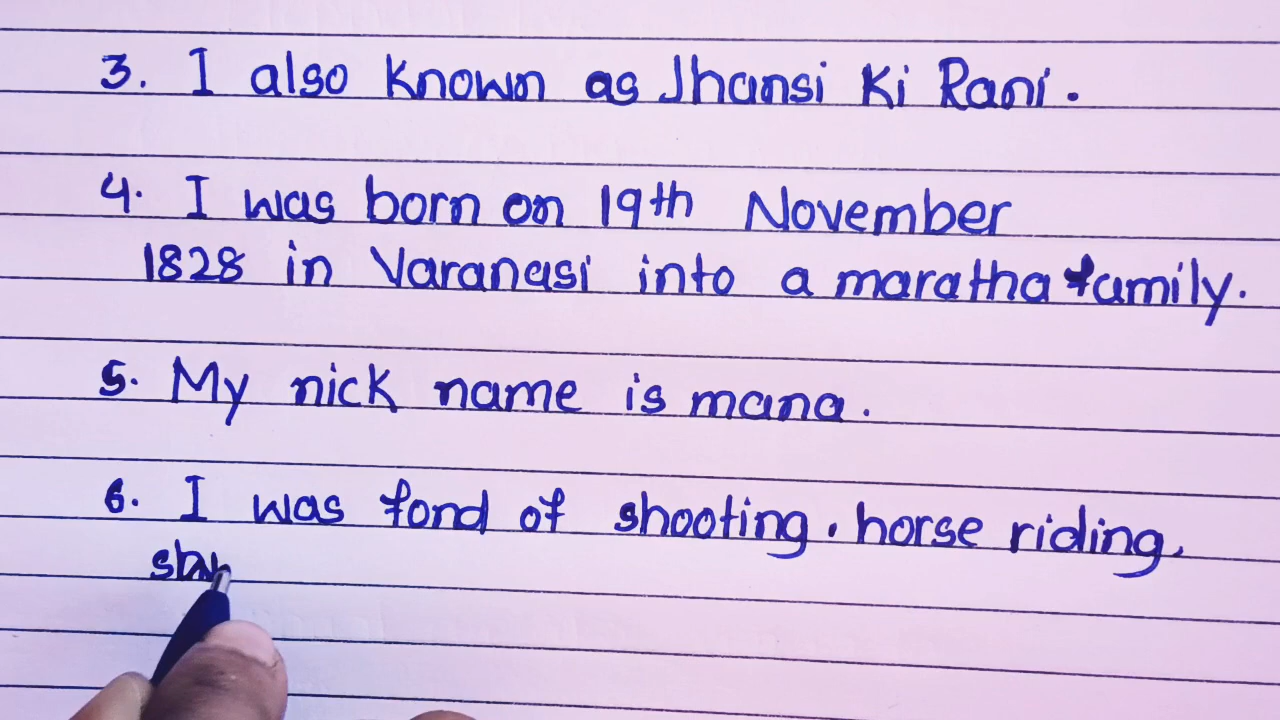 3. I also known as Jhansi Ki Rani.
4. I was born on 19th November
1828 in Varanasi into a maratha family.
5. My nick name is mana.
6. I was fond of shooting, horse riding,